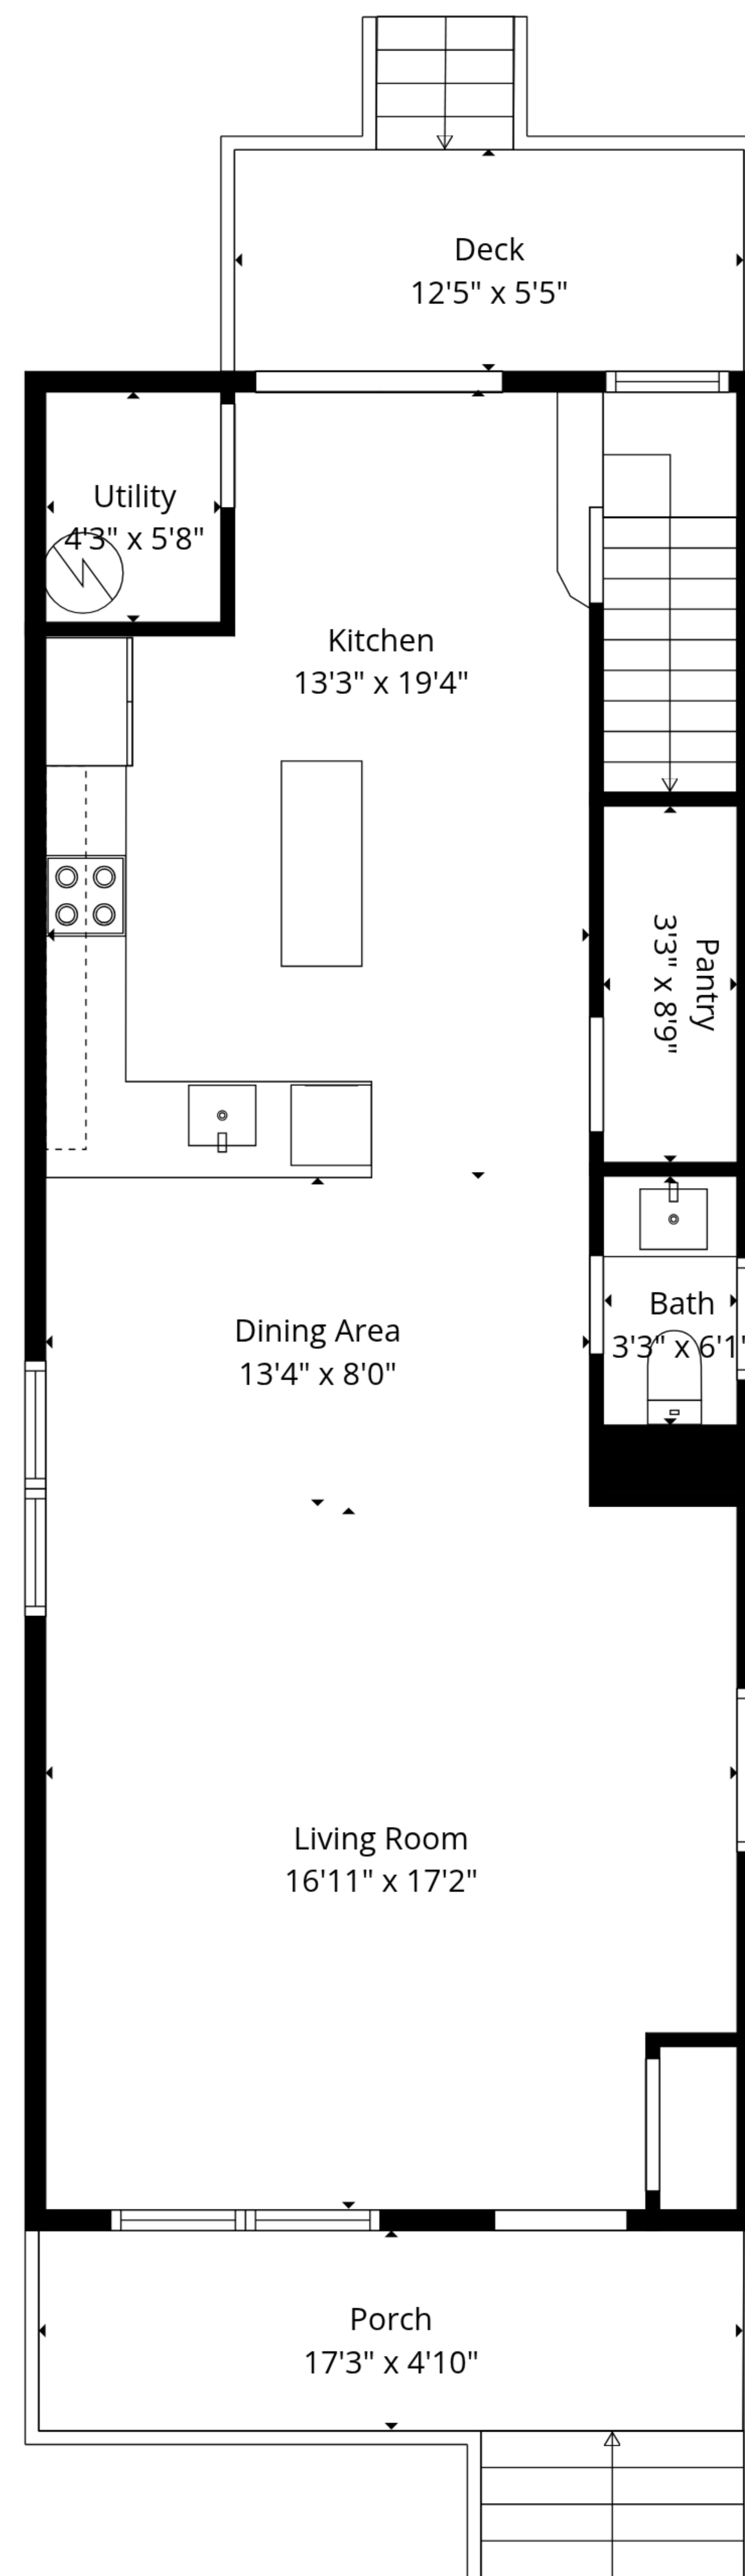 Deck
12'5" x 5'5"
Utility
4'3" x 5'8"
Kitchen
13'3" x 19'4"
Pantry
3'3" x 8'9"
Bath
3'3" x 6'1"
Dining Area
13'4" x 8'0"
Living Room
16'11" x 17'2"
Porch
17'3" x 4'10"